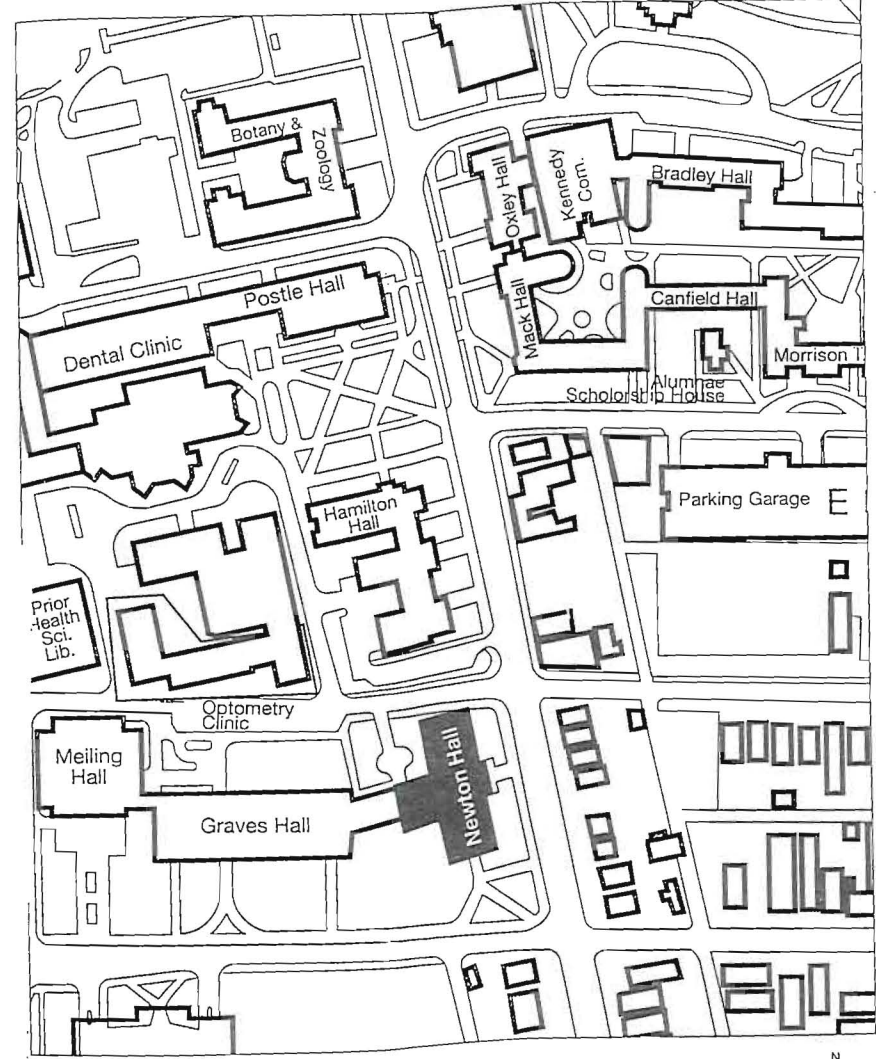 Botany &
Zoology
Oxley Hall
Kennedy
Com.
Bradley Hall
Postle Hall
Dental Clinic
Mack Hall
Canfield Hall
Morrison T
Alumnae
Scholorship House
Parking Garage
Hamilton
Hall
Prior
Health
Sci.
Lib.
Optometry
Clinic
Meiling
Hall
Newton Hall
Graves Hall
N